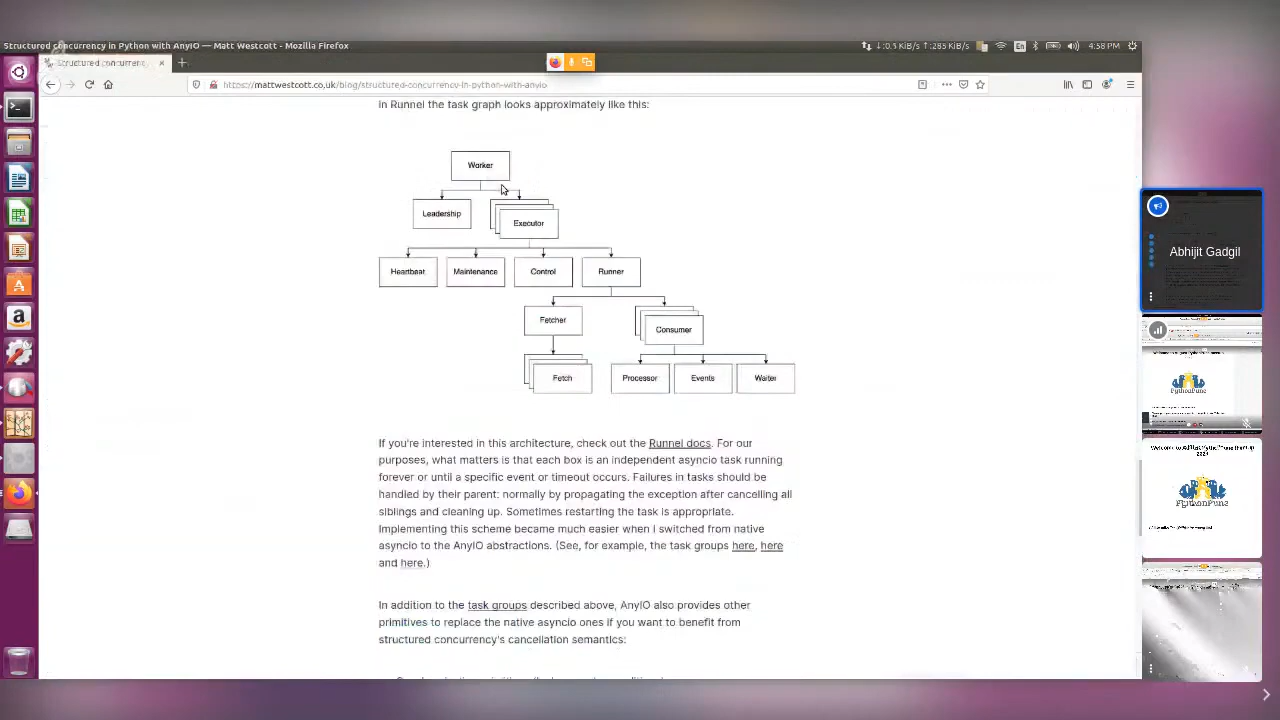 Structured concurrency in Python with AnyIO — Matt Westcott - Mozilla Firefox
En
4:58 PM
Structured concurrency
https://mattwestcott.co.uk/blog/structured-concurrency-in-python-with-anyio
In Runnel the task graph looks approximately like this:
Worker
Leadership
Executor
Heartbeat Maintenance Control Runner
Fetcher
Consumer
Fetch Processor Events Waiter
If you're interested in this architecture, check out the Runnel docs. For our
purposes, what matters is that each box is an independent asyncio task running
forever or until a specific event or timeout occurs. Failures in tasks should be
handled by their parent: normally by propagating the exception after cancelling all
siblings and cleaning up. Sometimes restarting the task is appropriate.
Implementing this scheme became much easier when I switched from native
asyncio to the AnyIO abstractions. (See, for example, the task groups here, here
and here.)
In addition to the task groups described above, AnyIO also provides other
primitives to replace the native asyncio ones if you want to benefit from
structured concurrency's cancellation semantics:
Abhijit Gadgil
PythonPune
PythonPune